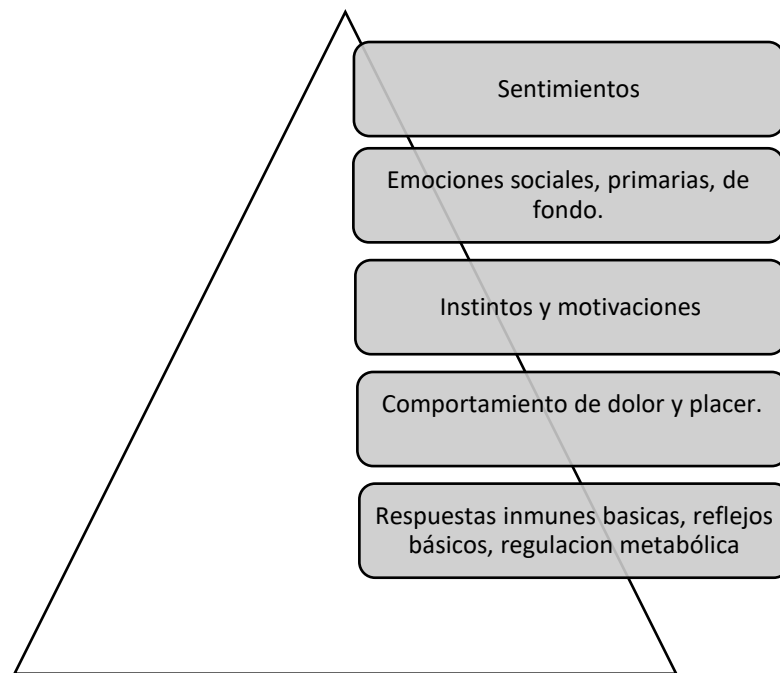 Sentimientos
Emociones sociales, primarias, de
fondo.
Instintos y motivaciones
Comportamiento de dolor y placer.
Respuestas inmunes basicas, reflejos
básicos, regulacion metabólica